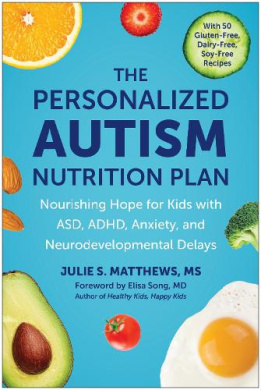 With 50
Gluten-Free,
Dairy-Free,
Soy-Free
Recipes
THE
PERSONALIZED
AUTISM
NUTRITION PLAN
Nourishing Hope for Kids with
ASD, ADHD, Anxiety, and
Neurodevelopmental Delays
JULIE S. MATTHEWS, MS
Foreword by Elisa Song, MD
Author of Healthy Kids, Happy Kids